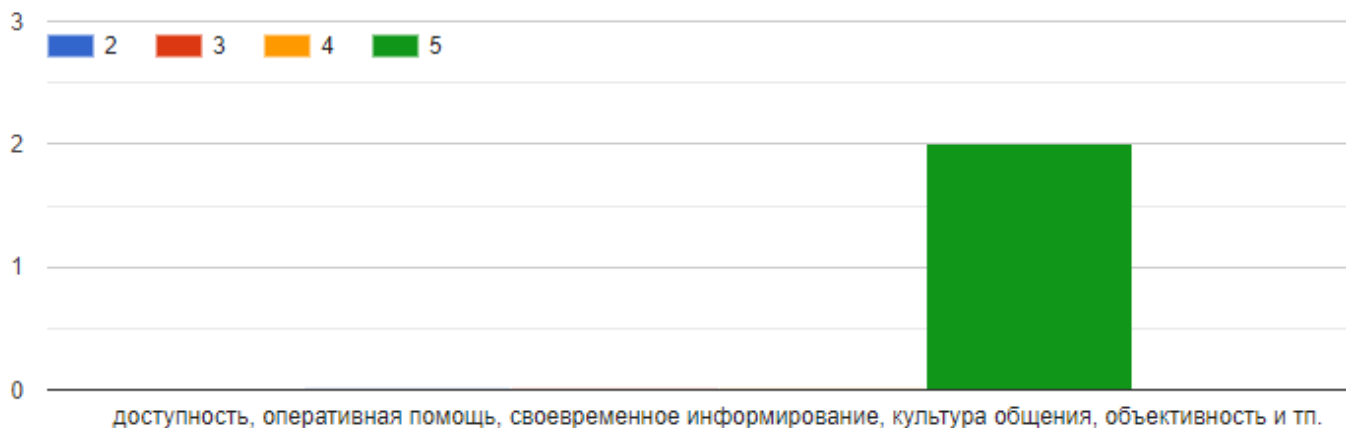 3
2 3 4 5
2
1
0
доступность, оперативная помощь, своевременное информирование, культура общения, объективность и тп.